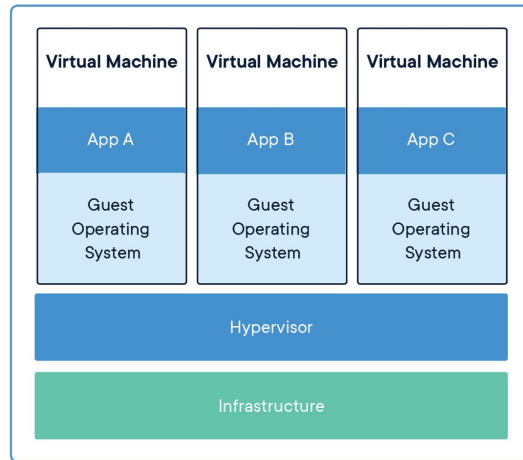 Virtual Machine
App A
Guest
Operating
System
Virtual Machine
App B
Guest
Operating
System
Virtual Machine
App C
Guest
Operating
System
Hypervisor
Infrastructure